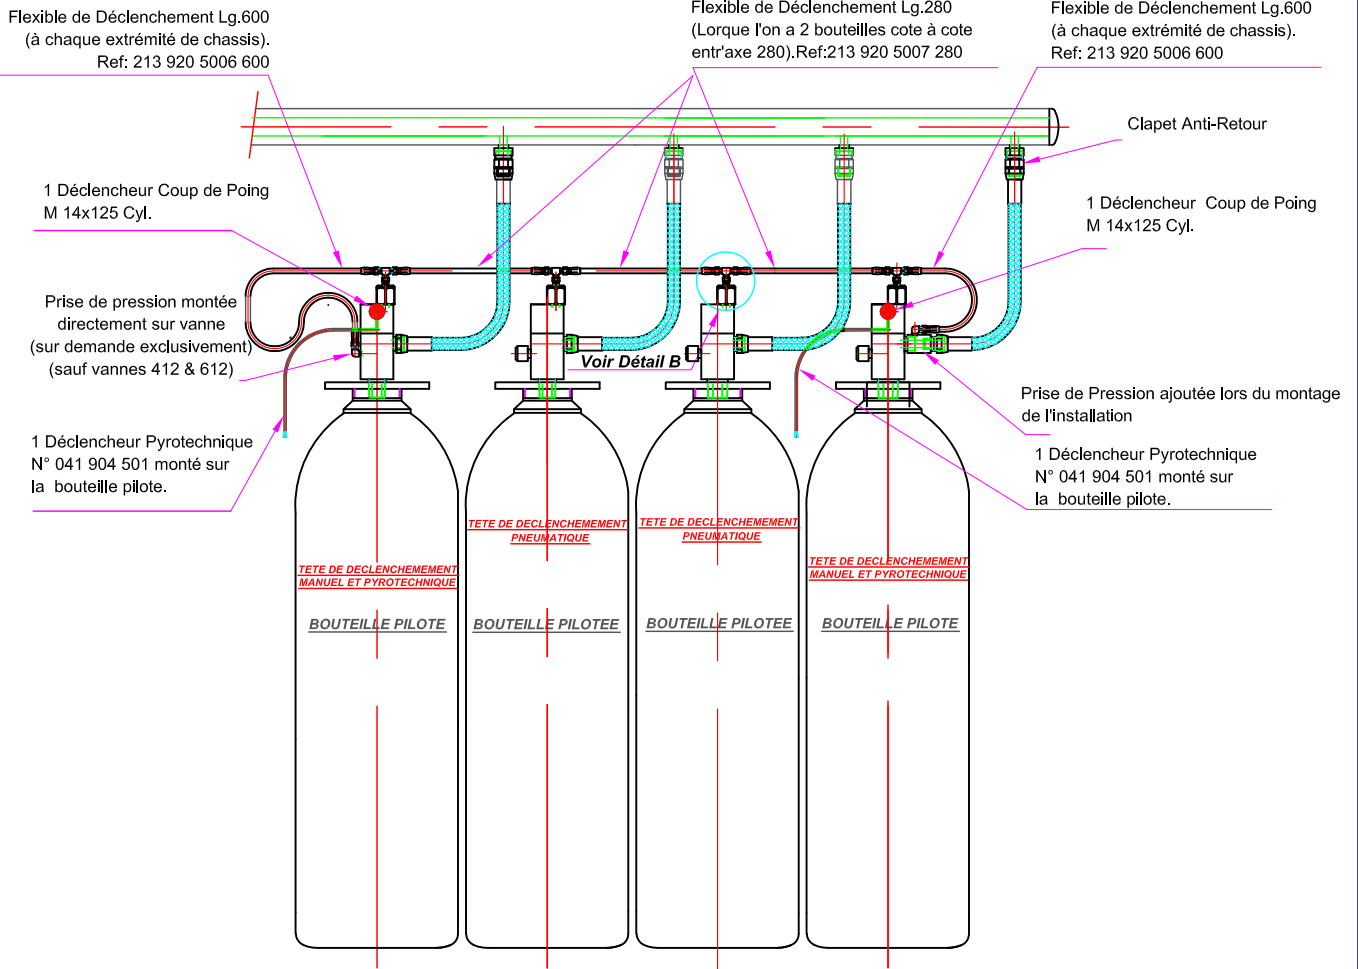 Flexible de Déclenchement Lg.600
(à chaque extrémité de chassis).
Ref: 213 920 5006 600
Flexible de Déclenchement Lg.280
(Lorque l'on a 2 bouteilles cote à cote
entr'axe 280).Ref:213 920 5007 280
Flexible de Déclenchement Lg.600
(à chaque extrémité de chassis).
Ref: 213 920 5006 600
Clapet Anti-Retour
1 Déclencheur Coup de Poing
M 14x125 Cyl.
1 Déclencheur Coup de Poing
M 14x125 Cyl.
Prise de pression montée
directement sur vanne
(sur demande exclusivement)
(sauf vannes 412 & 612)
Voir Détail B
Prise de Pression ajoutée lors du montage
de l'installation
1 Déclencheur Pyrotechnique
N° 041 904 501 monté sur
la bouteille pilote.
1 Déclencheur Pyrotechnique
N° 041 904 501 monté sur
la bouteille pilote.
TETE DE DECLENCHEMEMENT
MANUEL ET PYROTECHNIQUE
TETE DE DECLENCHEMEMENT
PNEUMATIQUE
TETE DE DECLENCHEMEMENT
PNEUMATIQUE
TETE DE DECLENCHEMEMENT
MANUEL ET PYROTECHNIQUE
BOUTEILLE PILOTE
BOUTEILLE PILOTEE
BOUTEILLE PILOTEE
BOUTEILLE PILOTE